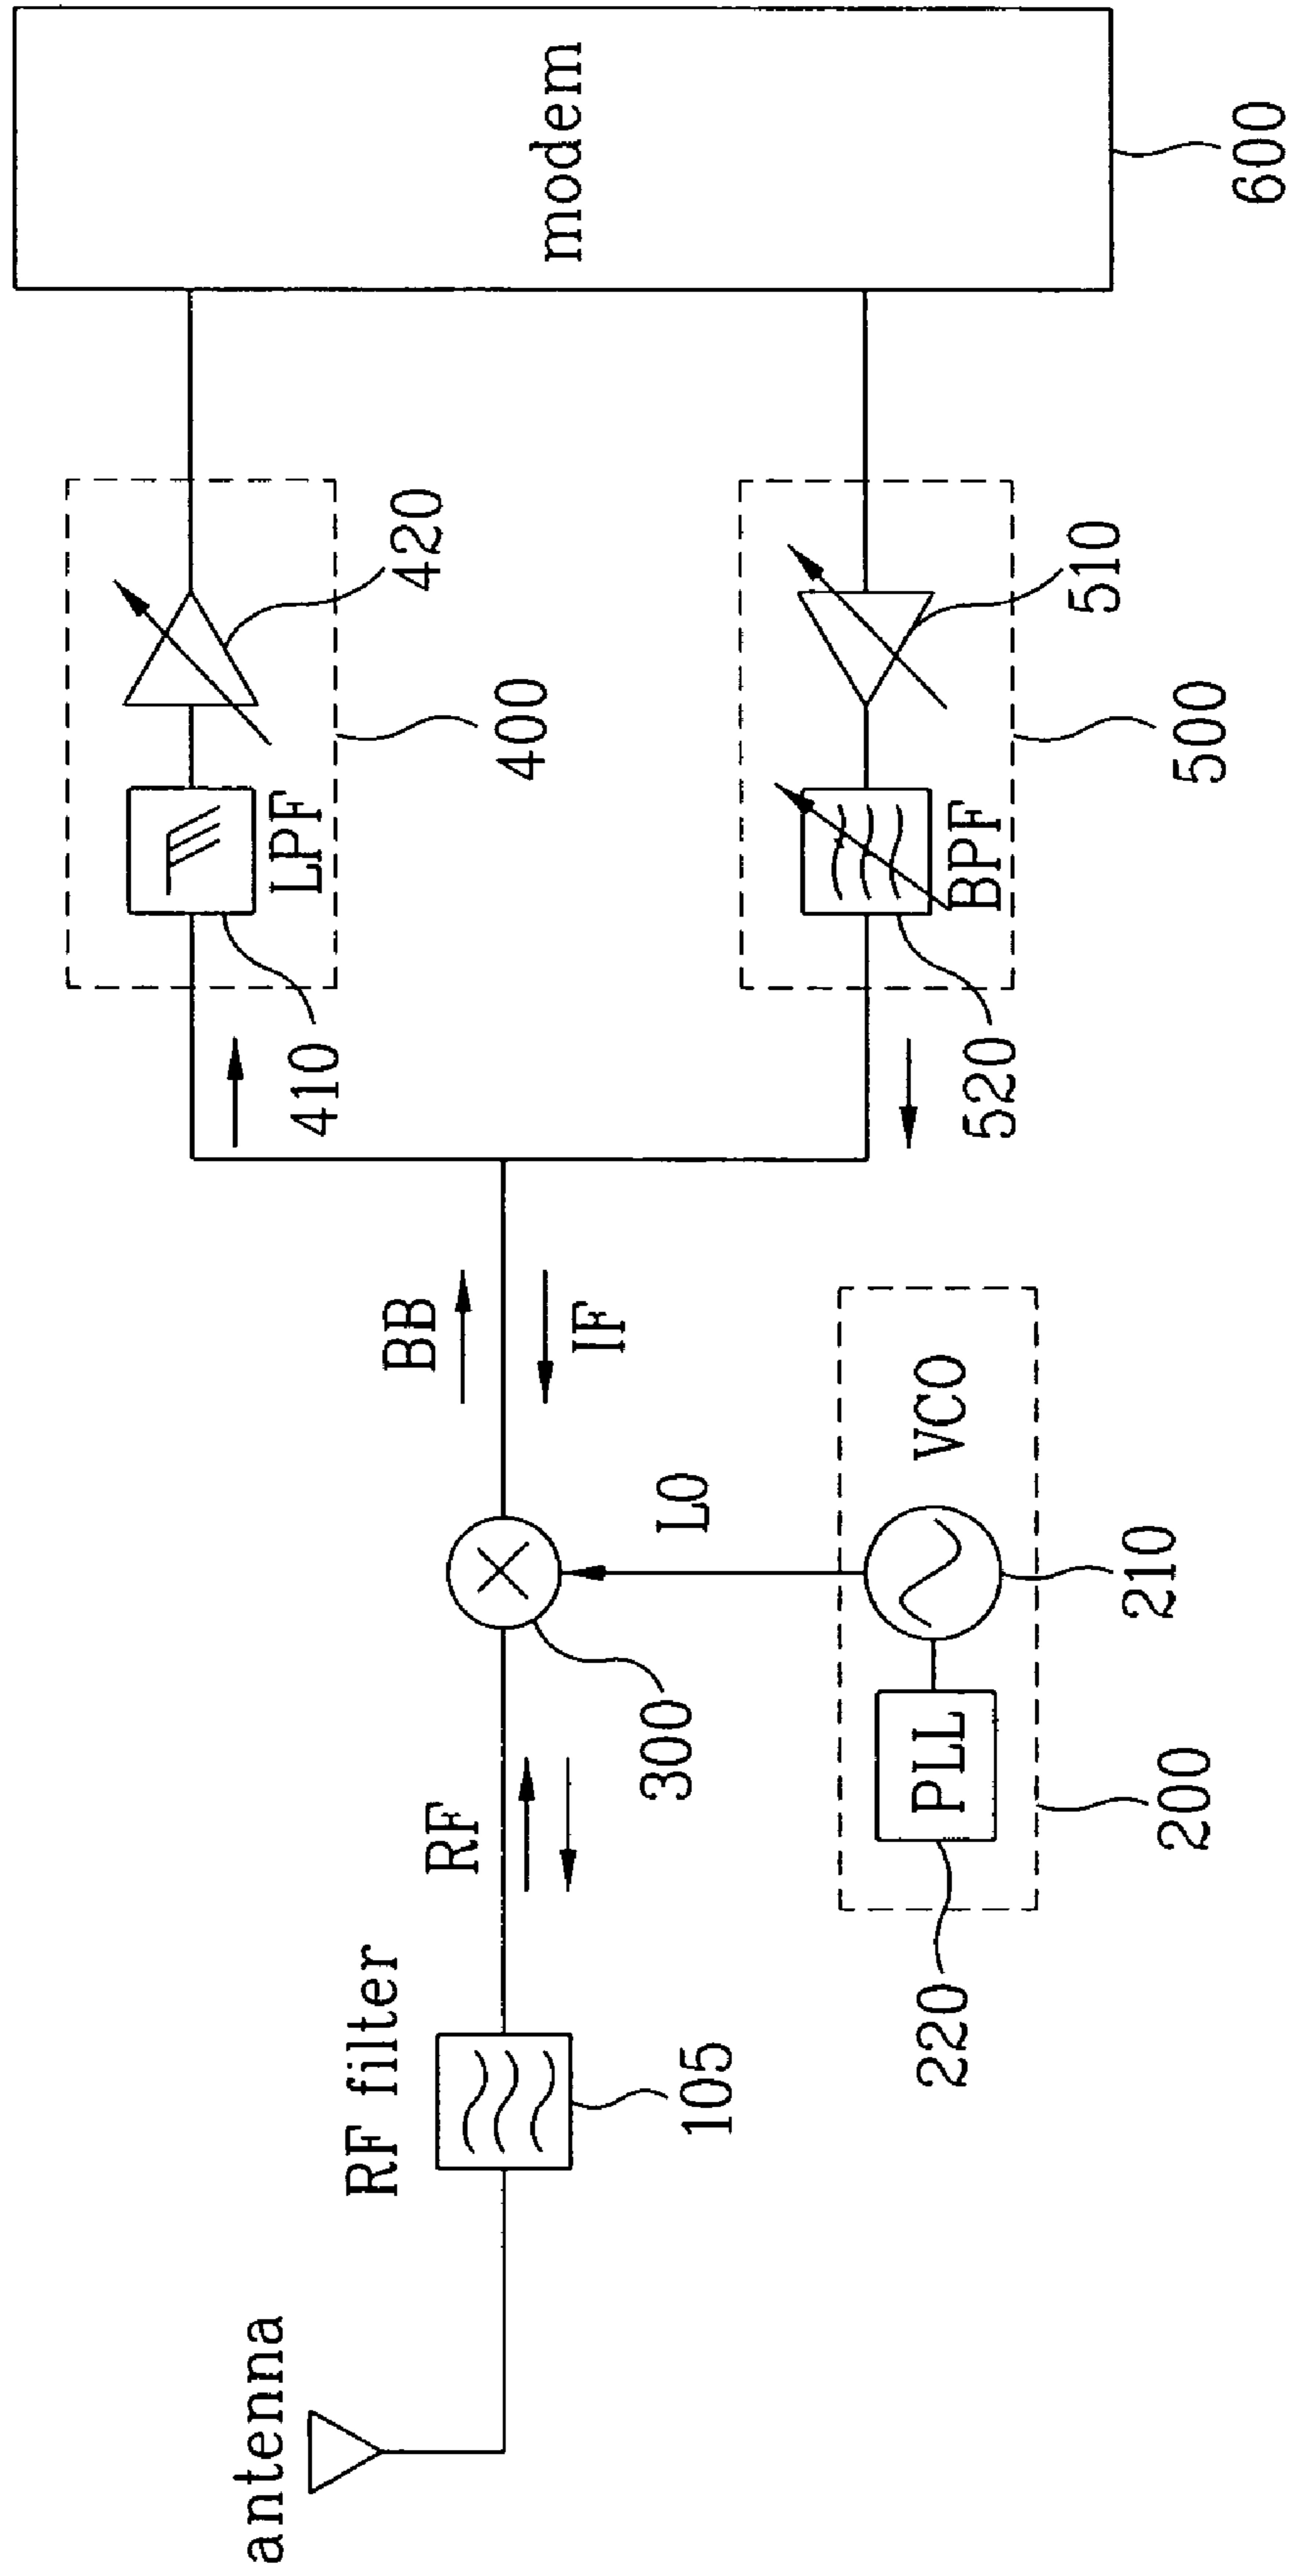 antenna
RF filter
105
RF
300
BB
IF
LO
VCO
PLL
210
220
200
410
LPF
420
400
520
BPF
510
500
modem
600